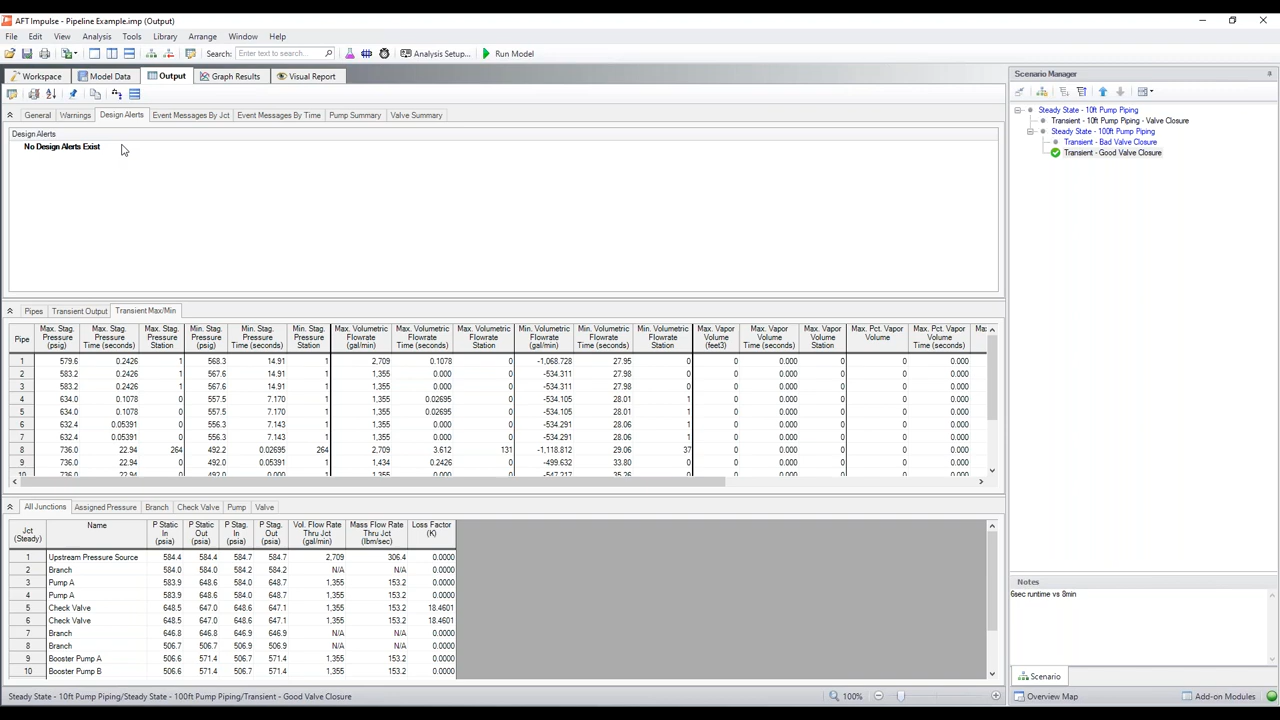 AFT Impulse - Pipeline Example.imp (Output)
File Edit View Analysis Tools Library Arrange Window Help
Search: Enter text to search... Analysis Setup... Run Model
Workspace Model Data Output Graph Results Visual Report
General Warnings Design Alerts Event Messages By Jct Event Messages By Time Pump Summary Valve Summary
Design Alerts
No Design Alerts Exist
Pipes Transient Output Transient Max/Min
Pipe Max. Stag. Pressure (psig) Max. Stag. Pressure Time (seconds) Max. Stag. Pressure Station Min. Stag. Pressure (psig) Min. Stag. Pressure Time (seconds) Min. Stag. Pressure Station Max. Volumetric Flowrate (gal/min) Max. Volumetric Flowrate Time (seconds) Max. Volumetric Flowrate Station Min. Volumetric Flowrate (gal/min) Min. Volumetric Flowrate Time (seconds) Min. Volumetric Flowrate Station Max. Vapor Volume (feet3) Max. Vapor Volume Time (seconds) Max. Vapor Volume Station Max. Pct. Vapor Volume Max. Pct. Vapor Volume Time (seconds)
1 579.6 0.2426 1 568.3 14.91 1 2,709 0.1078 0 -1,068.728 27.95 0 0 0.000 0 0 0.000
2 583.2 0.2426 1 567.6 14.91 1 1,355 0.000 0 -534.311 27.98 0 0 0.000 0 0 0.000
3 583.2 0.2426 1 567.6 14.91 1 1,355 0.000 0 -534.311 27.98 0 0 0.000 0 0 0.000
4 634.0 0.1078 0 557.5 7.170 1 1,355 0.02695 0 -534.105 28.01 1 0 0.000 0 0 0.000
5 634.0 0.1078 0 557.5 7.170 1 1,355 0.02695 0 -534.105 28.01 1 0 0.000 0 0 0.000
6 632.4 0.05391 0 556.3 7.143 1 1,355 0.000 0 -534.291 28.06 1 0 0.000 0 0 0.000
7 632.4 0.05391 0 556.3 7.143 1 1,355 0.000 0 -534.291 28.06 1 0 0.000 0 0 0.000
8 736.0 22.94 264 492.2 0.02695 264 2,709 3.612 131 -1,118.812 29.06 37 0 0.000 0 0 0.000
9 736.0 22.94 0 492.0 0.05391 1 1,434 0.2426 0 -499.632 33.80 0 0 0.000 0 0 0.000
10 736.0 22.94 0 492.0 0.000 1 1,355 0.000 0 -547.217 35.26 0 0 0.000 0 0 0.000
All Junctions Assigned Pressure Branch Check Valve Pump Valve
Jct (Steady) Name P Static In (psia) P Static Out (psia) P Stag. In (psia) P Stag. Out (psia) Vol. Flow Rate Thru Jct (gal/min) Mass Flow Rate Thru Jct (lbm/sec) Loss Factor (K)
1 Upstream Pressure Source 584.4 584.4 584.7 584.7 2,709 306.4 0.0000
2 Branch 584.0 584.0 584.2 584.2 N/A N/A 0.0000
3 Pump A 583.9 648.6 584.0 648.7 1,355 153.2 0.0000
4 Pump A 583.9 648.6 584.0 648.7 1,355 153.2 0.0000
5 Check Valve 648.5 647.0 648.6 647.1 1,355 153.2 18.4601
6 Check Valve 648.5 647.0 648.6 647.1 1,355 153.2 18.4601
7 Branch 646.8 646.8 646.9 646.9 N/A N/A 0.0000
8 Branch 506.7 506.7 506.9 506.9 N/A N/A 0.0000
9 Booster Pump A 506.6 571.4 506.7 571.4 1,355 153.2 0.0000
10 Booster Pump B 506.6 571.4 506.7 571.4 1,355 153.2 0.0000
Scenario Manager
Steady State - 10ft Pump Piping
Transient - 10ft Pump Piping - Valve Closure
Steady State - 100ft Pump Piping
Transient - Bad Valve Closure
Transient - Good Valve Closure
Notes
6sec runtime vs 8min
Scenario
Steady State - 10ft Pump Piping/Steady State - 100ft Pump Piping/Transient - Good Valve Closure 100% Overview Map Add-on Modules